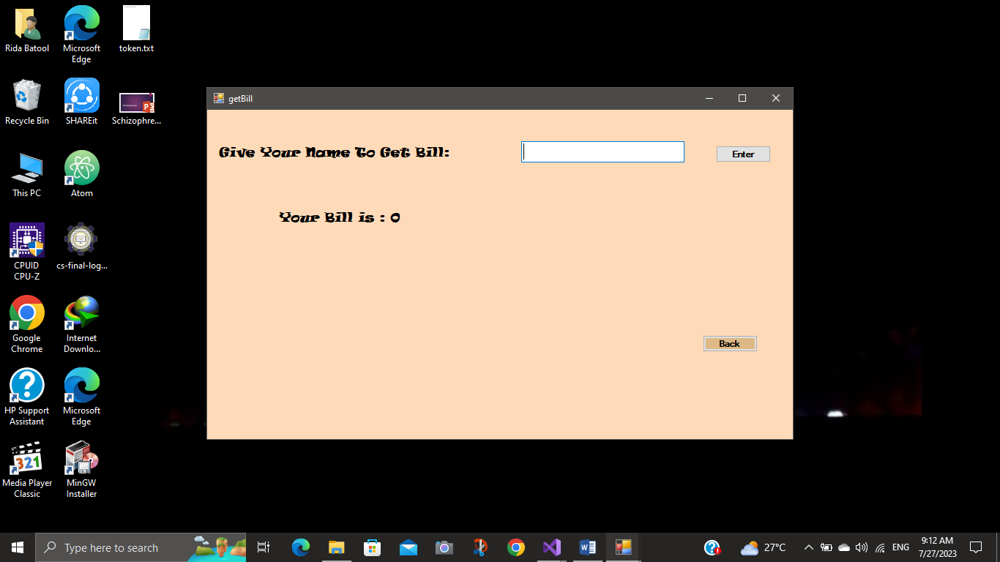 Rida Batool
Microsoft
Edge
token.txt
Recycle Bin
SHAREit
Schizophre...
This PC
Atom
CPUID
CPU-Z
cs-final-log...
Google
Chrome
Internet
Downlo...
HP Support
Assistant
Microsoft
Edge
321
Media Player
Classic
MinGW
Installer
getBill
Give Your Name To Get Bill:
Enter
Your Bill is : 0
Back
Type here to search
27°C
ENG
9:12 AM
7/27/2023